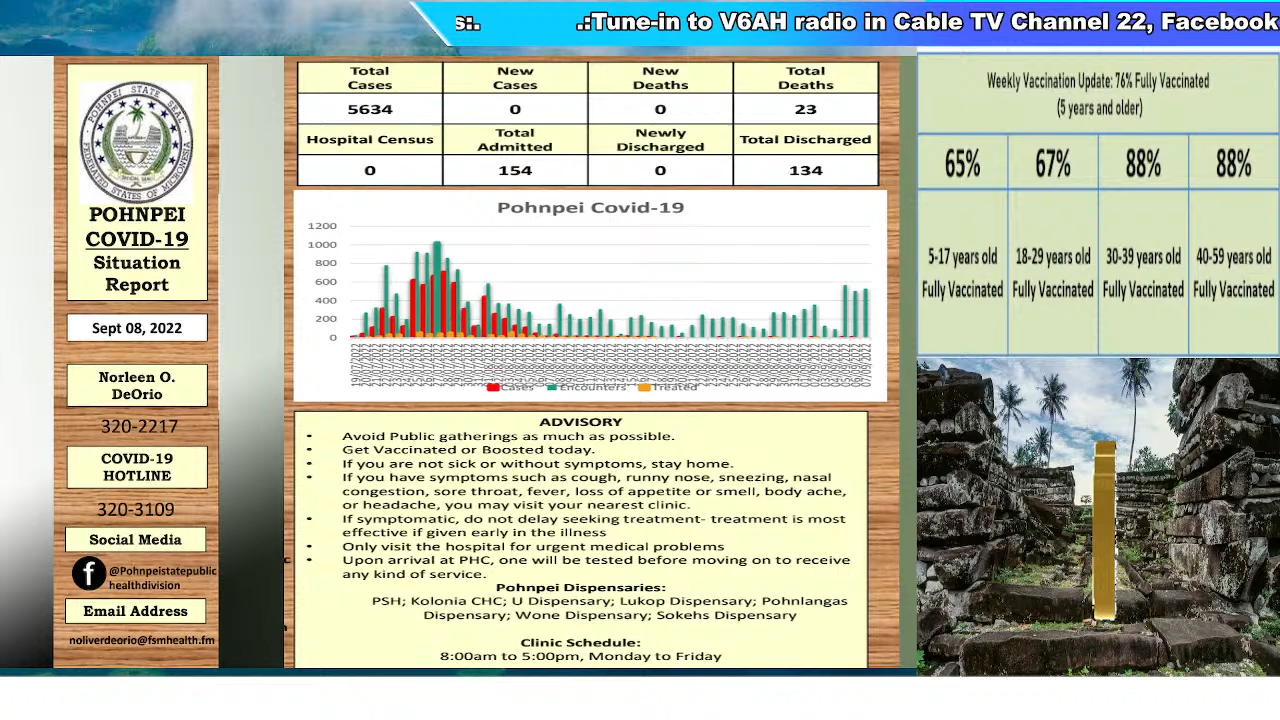 s:. .:Tune-in to V6AH radio in Cable TV Channel 22, Facebook
POHNPEI STATE SEAL
FEDERATED STATES OF MICRONESIA
POHNPEI
COVID-19
Situation
Report
Sept 08, 2022
Norleen O.
DeOrio
320-2217
COVID-19
HOTLINE
320-3109
Social Media
@Pohnpeistatepublic
healthdivision
Email Address
noliverdeorio@fsmhealth.fm
Total Cases New Cases New Deaths Total Deaths
5634 0 0 23
Hospital Census Total Admitted Newly Discharged Total Discharged
0 154 0 134
Pohnpei Covid-19
1200
1000
800
600
400
200
0
Cases Encounters Treated
ADVISORY
• Avoid Public gatherings as much as possible.
• Get Vaccinated or Boosted today.
• If you are not sick or without symptoms, stay home.
• If you have symptoms such as cough, runny nose, sneezing, nasal
congestion, sore throat, fever, loss of appetite or smell, body ache,
or headache, you may visit your nearest clinic.
• If symptomatic, do not delay seeking treatment- treatment is most
effective if given early in the illness
• Only visit the hospital for urgent medical problems
• Upon arrival at PHC, one will be tested before moving on to receive
any kind of service.
Pohnpei Dispensaries:
PSH; Kolonia CHC; U Dispensary; Lukop Dispensary; Pohnlangas
Dispensary; Wone Dispensary; Sokehs Dispensary
Clinic Schedule:
8:00am to 5:00pm, Monday to Friday
Weekly Vaccination Update: 76% Fully Vaccinated
(5 years and older)
65% 67% 88% 88%
5-17 years old 18-29 years old 30-39 years old 40-59 years old
Fully Vaccinated Fully Vaccinated Fully Vaccinated Fully Vaccinated